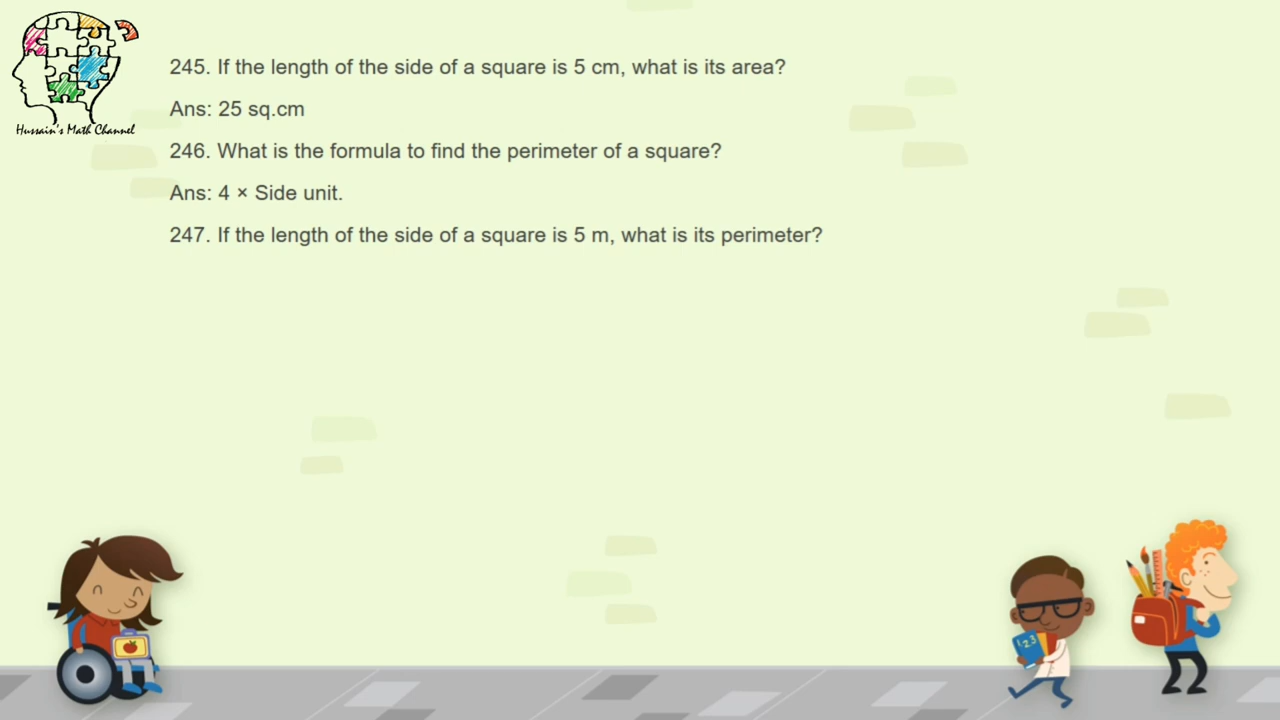 Hussain's Math Channel
245. If the length of the side of a square is 5 cm, what is its area?
Ans: 25 sq.cm
246. What is the formula to find the perimeter of a square?
Ans: 4 × Side unit.
247. If the length of the side of a square is 5 m, what is its perimeter?
123